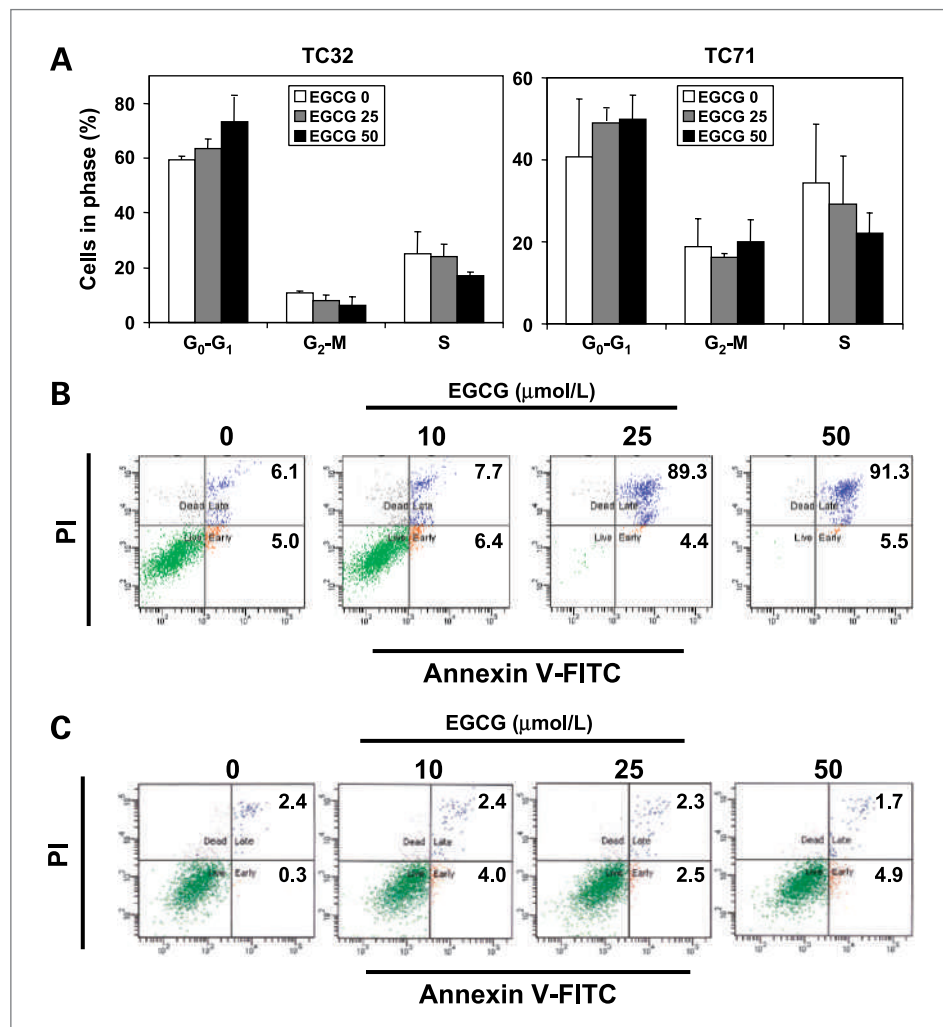 A
TC32 TC71
Cells in phase (%)
80
60
40
20
0
EGCG 0
EGCG 25
EGCG 50
G₀-G₁ G₂-M S
60
40
20
0
EGCG 0
EGCG 25
EGCG 50
G₀-G₁ G₂-M S
B
EGCG (μmol/L)
0 10 25 50
PI
6.1 7.7 89.3 91.3
Dead Late Dead Late Dead Late Dead Late
Live Early Live Early Live Early Live Early
5.0 6.4 4.4 5.5
Annexin V-FITC
C
EGCG (μmol/L)
0 10 25 50
PI
2.4 2.4 2.3 1.7
Dead Late Dead Late Dead Late Dead Late
Live Early Live Early Live Early Live Early
0.3 4.0 2.5 4.9
Annexin V-FITC